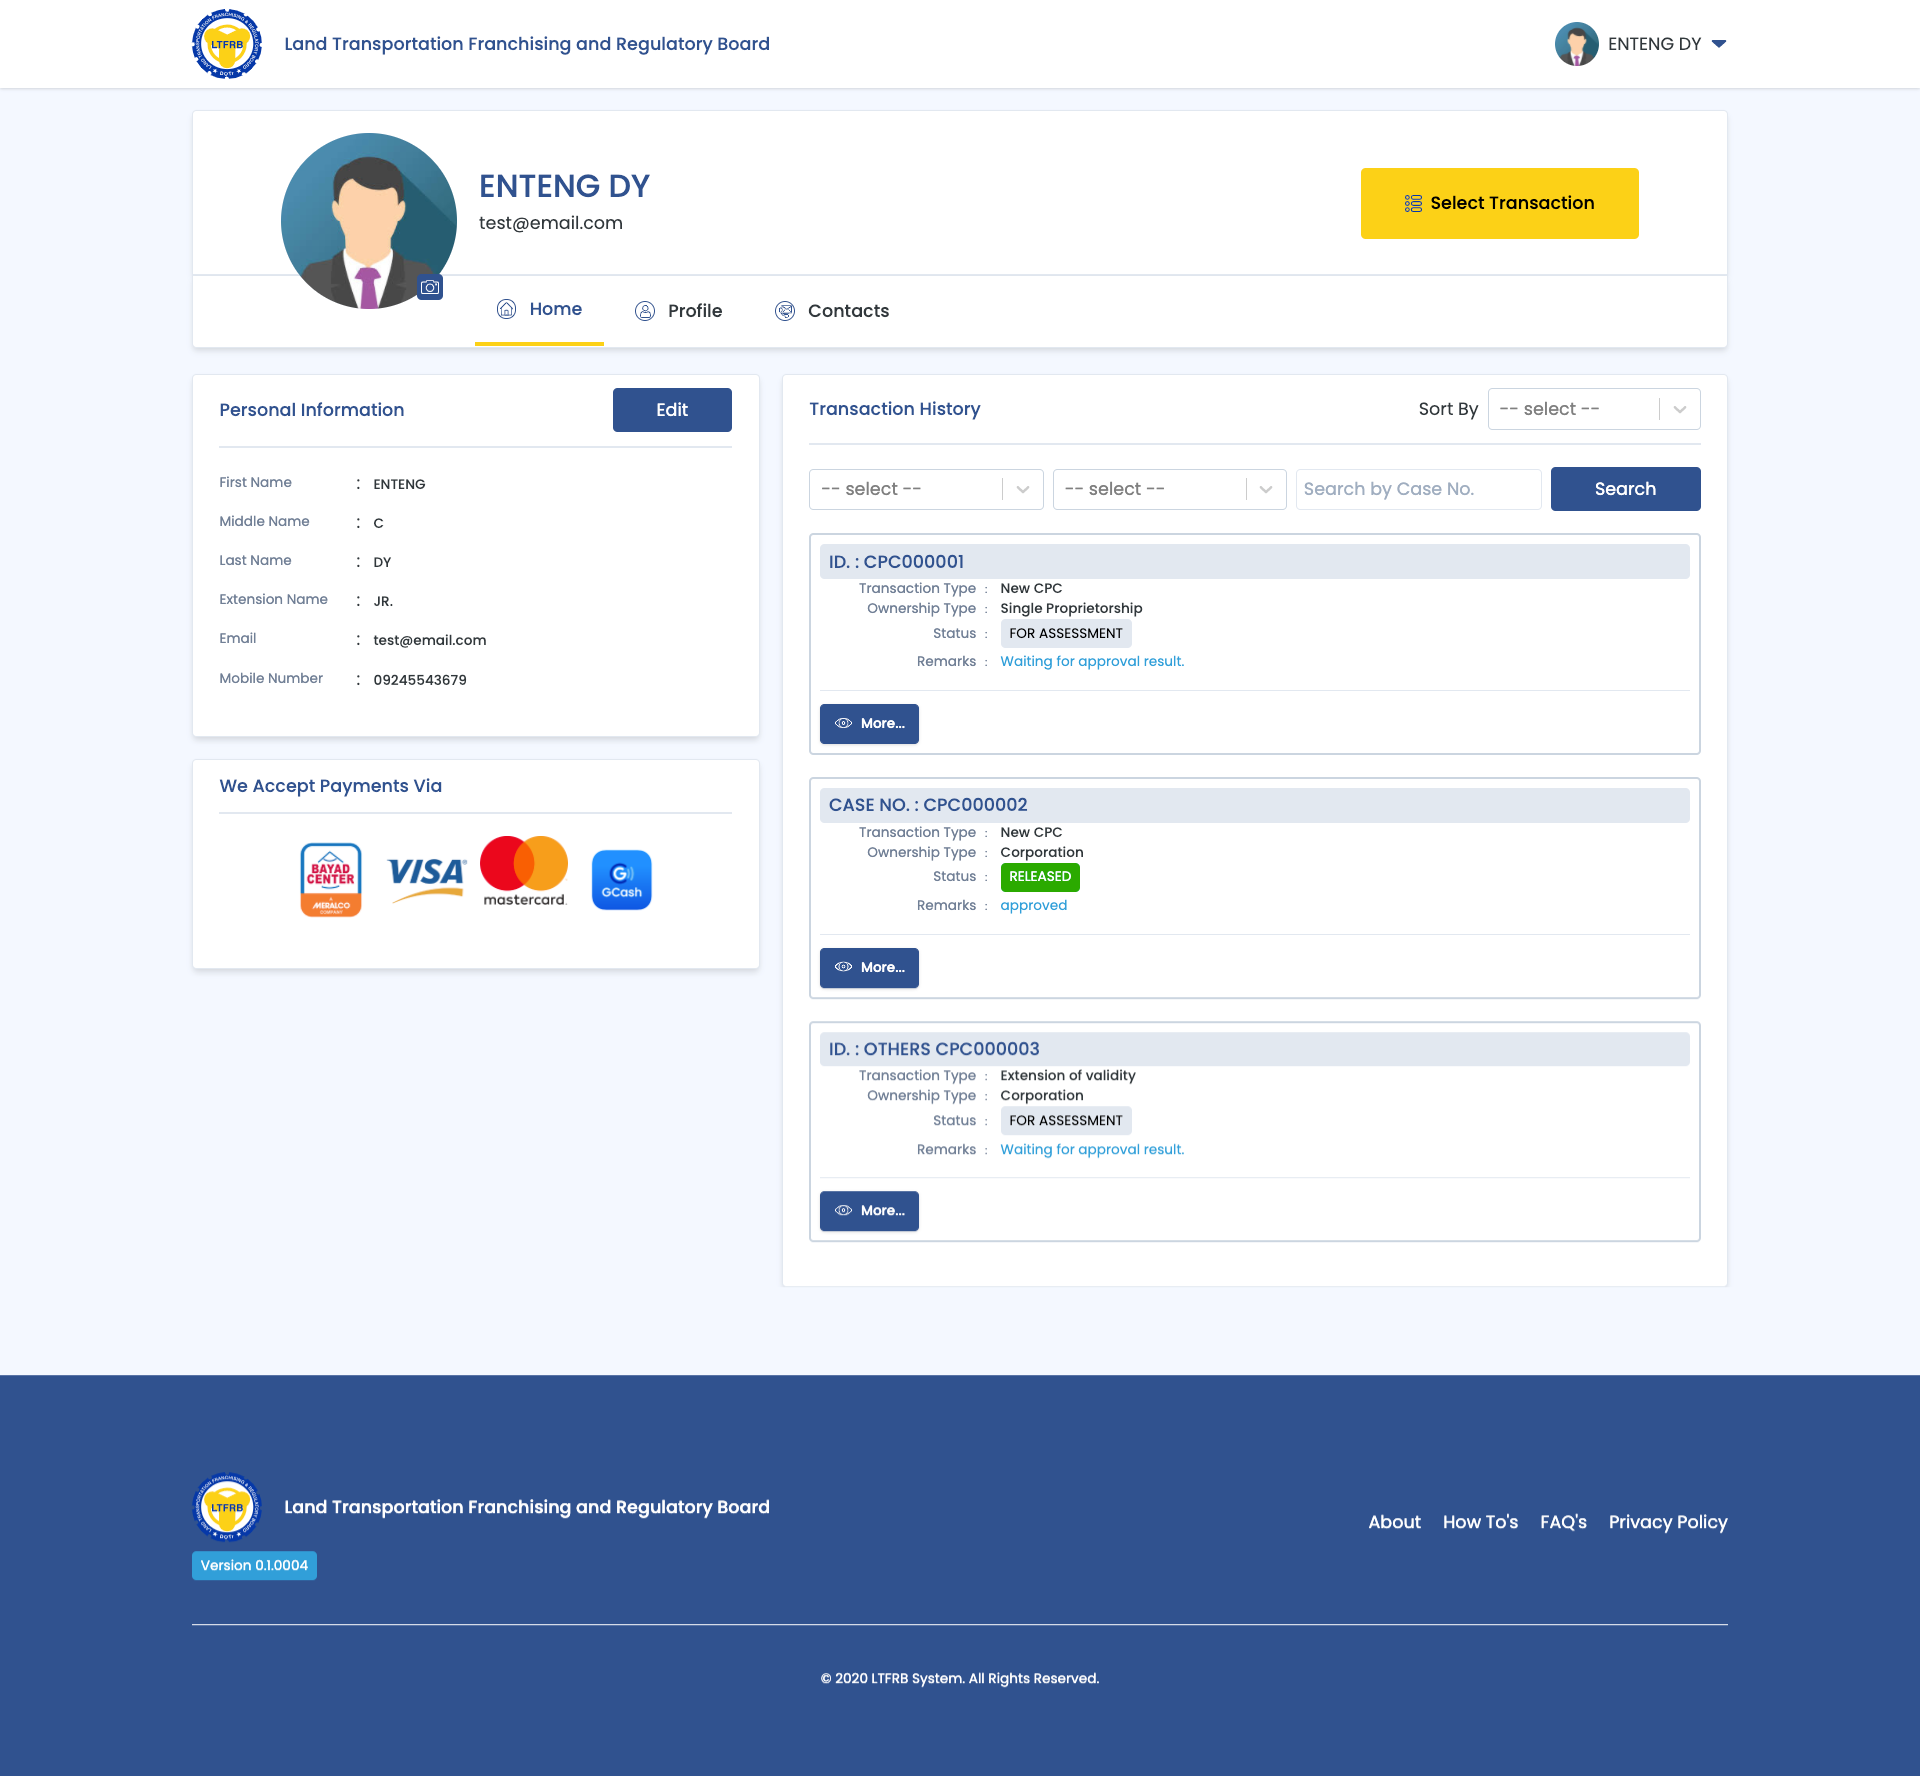 LTFRB
Land Transportation Franchising and Regulatory Board
ENTENG DY
ENTENG DY
test@email.com
Select Transaction
Home
Profile
Contacts
Personal Information
Edit
First Name : ENTENG
Middle Name : C
Last Name : DY
Extension Name : JR.
Email : test@email.com
Mobile Number : 09245543679
We Accept Payments Via
BAYAD
CENTER
A
MERALCO
COMPANY
VISA
mastercard.
GCash
Transaction History
Sort By
-- select --
-- select --
-- select --
Search by Case No.
Search
ID. : CPC000001
Transaction Type : New CPC
Ownership Type : Single Proprietorship
Status : FOR ASSESSMENT
Remarks : Waiting for approval result.
More...
CASE NO. : CPC000002
Transaction Type : New CPC
Ownership Type : Corporation
Status : RELEASED
Remarks : approved
More...
ID. : OTHERS CPC000003
Transaction Type : Extension of validity
Ownership Type : Corporation
Status : FOR ASSESSMENT
Remarks : Waiting for approval result.
More...
LTFRB
Land Transportation Franchising and Regulatory Board
Version 0.1.0004
About
How To's
FAQ's
Privacy Policy
© 2020 LTFRB System. All Rights Reserved.